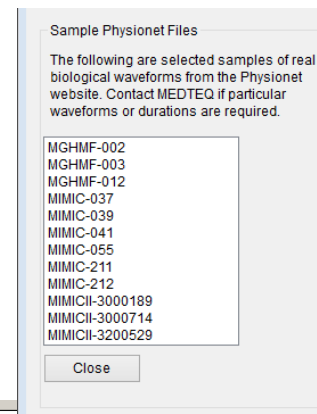 Sample Physionet Files
The following are selected samples of real
biological waveforms from the Physionet
website. Contact MEDTEQ if particular
waveforms or durations are required.
MGHMF-002
MGHMF-003
MGHMF-012
MIMIC-037
MIMIC-039
MIMIC-041
MIMIC-055
MIMIC-211
MIMIC-212
MIMICII-3000189
MIMICII-3000714
MIMICII-3200529
Close